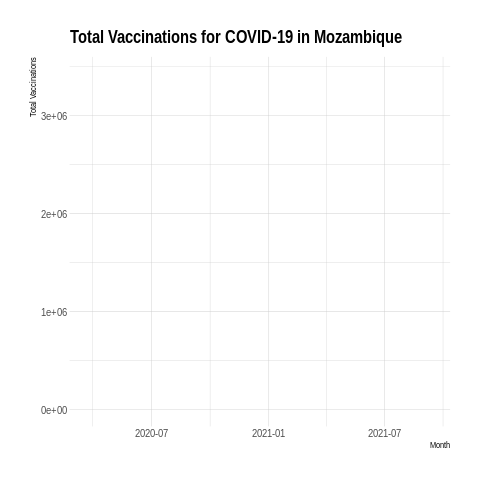 Total Vaccinations for COVID-19 in Mozambique
Total Vaccinations
3e+06
2e+06
1e+06
0e+00
2020-07 2021-01 2021-07
Month